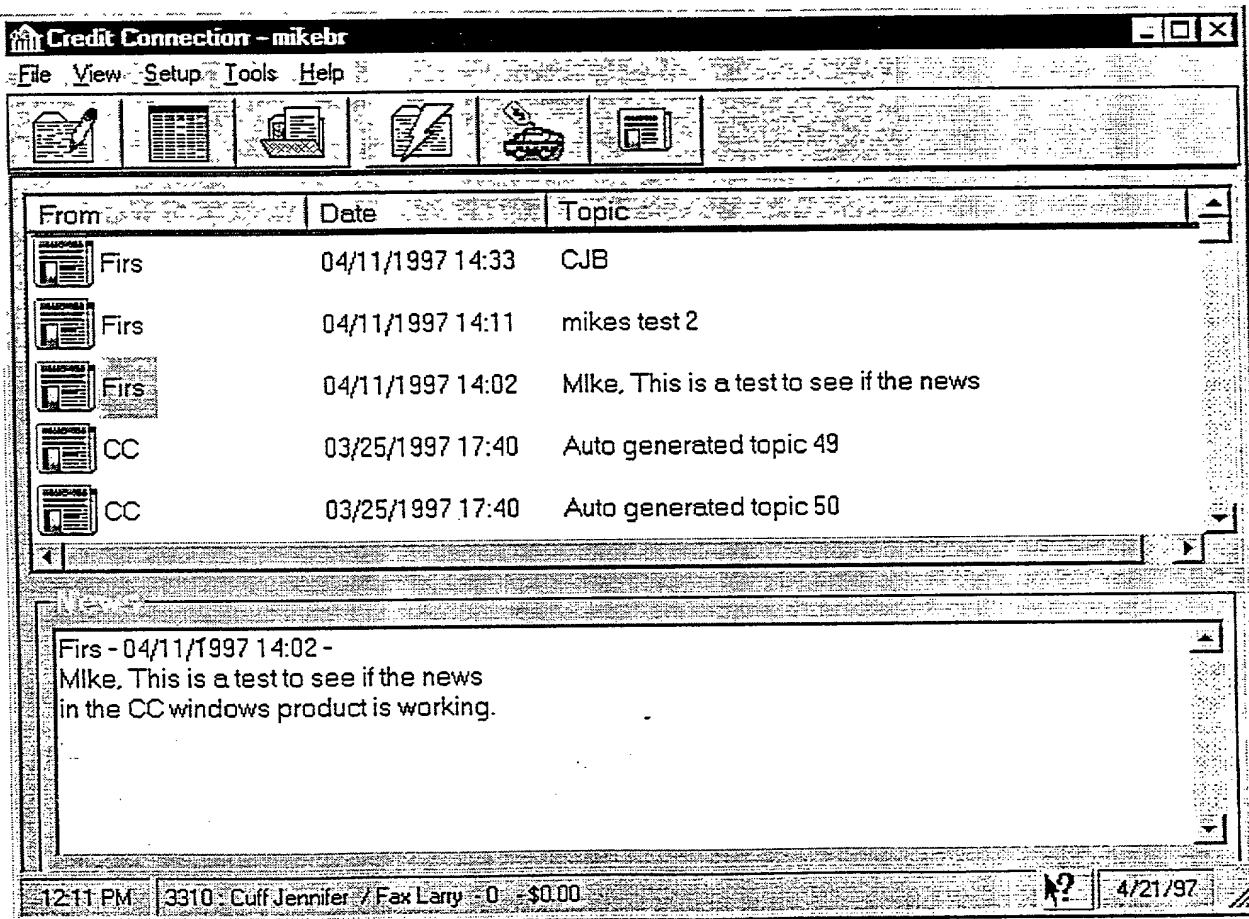 Credit Connection - mikebr
File View Setup Tools Help
From Date Topic
Firs 04/11/1997 14:33 CJB
Firs 04/11/1997 14:11 mikes test 2
Firs 04/11/1997 14:02 MIke, This is a test to see if the news
CC 03/25/1997 17:40 Auto generated topic 49
CC 03/25/1997 17:40 Auto generated topic 50
News
Firs - 04/11/1997 14:02 -
MIke, This is a test to see if the news
in the CC windows product is working.
12:11 PM 3310 : Cuff Jennifer / Fax Larry - 0 - $0.00 ? 4/21/97